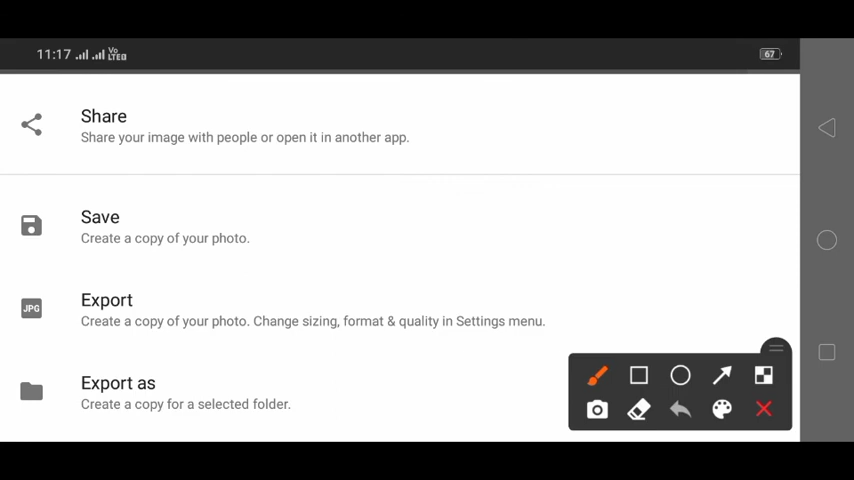 11:17 Vo LTE 67
Share
Share your image with people or open it in another app.
Save
Create a copy of your photo.
JPG
Export
Create a copy of your photo. Change sizing, format & quality in Settings menu.
Export as
Create a copy for a selected folder.